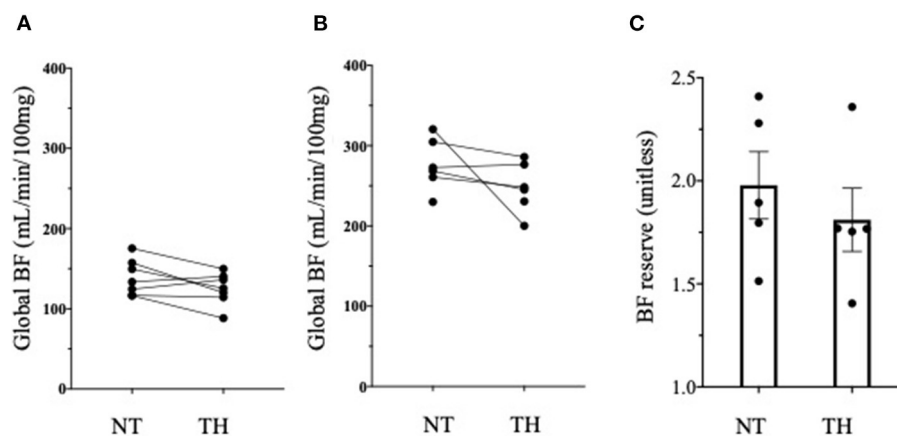 A
B
C
Global BF (mL/min/100mg)
400
300
200
100
0
NT
TH
Global BF (mL/min/100mg)
400
300
200
100
0
NT
TH
BF reserve (unitless)
2.5
2.0
1.5
1.0
NT
TH